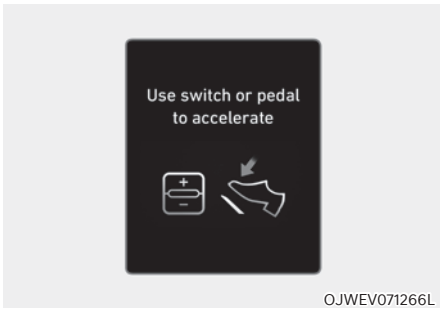 Use switch or pedal
to accelerate
+
−
OJWEV071266L